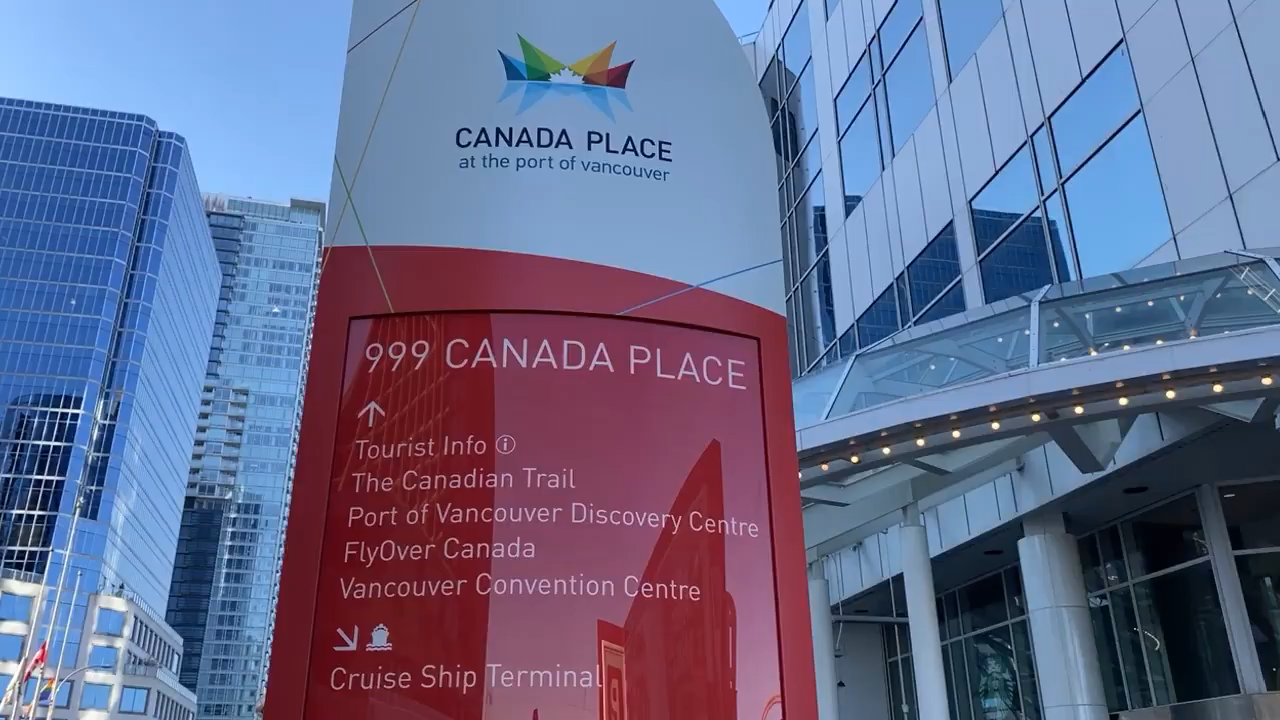 CANADA PLACE
at the port of vancouver
999 CANADA PLACE
Tourist Info
The Canadian Trail
Port of Vancouver Discovery Centre
FlyOver Canada
Vancouver Convention Centre
Cruise Ship Terminal